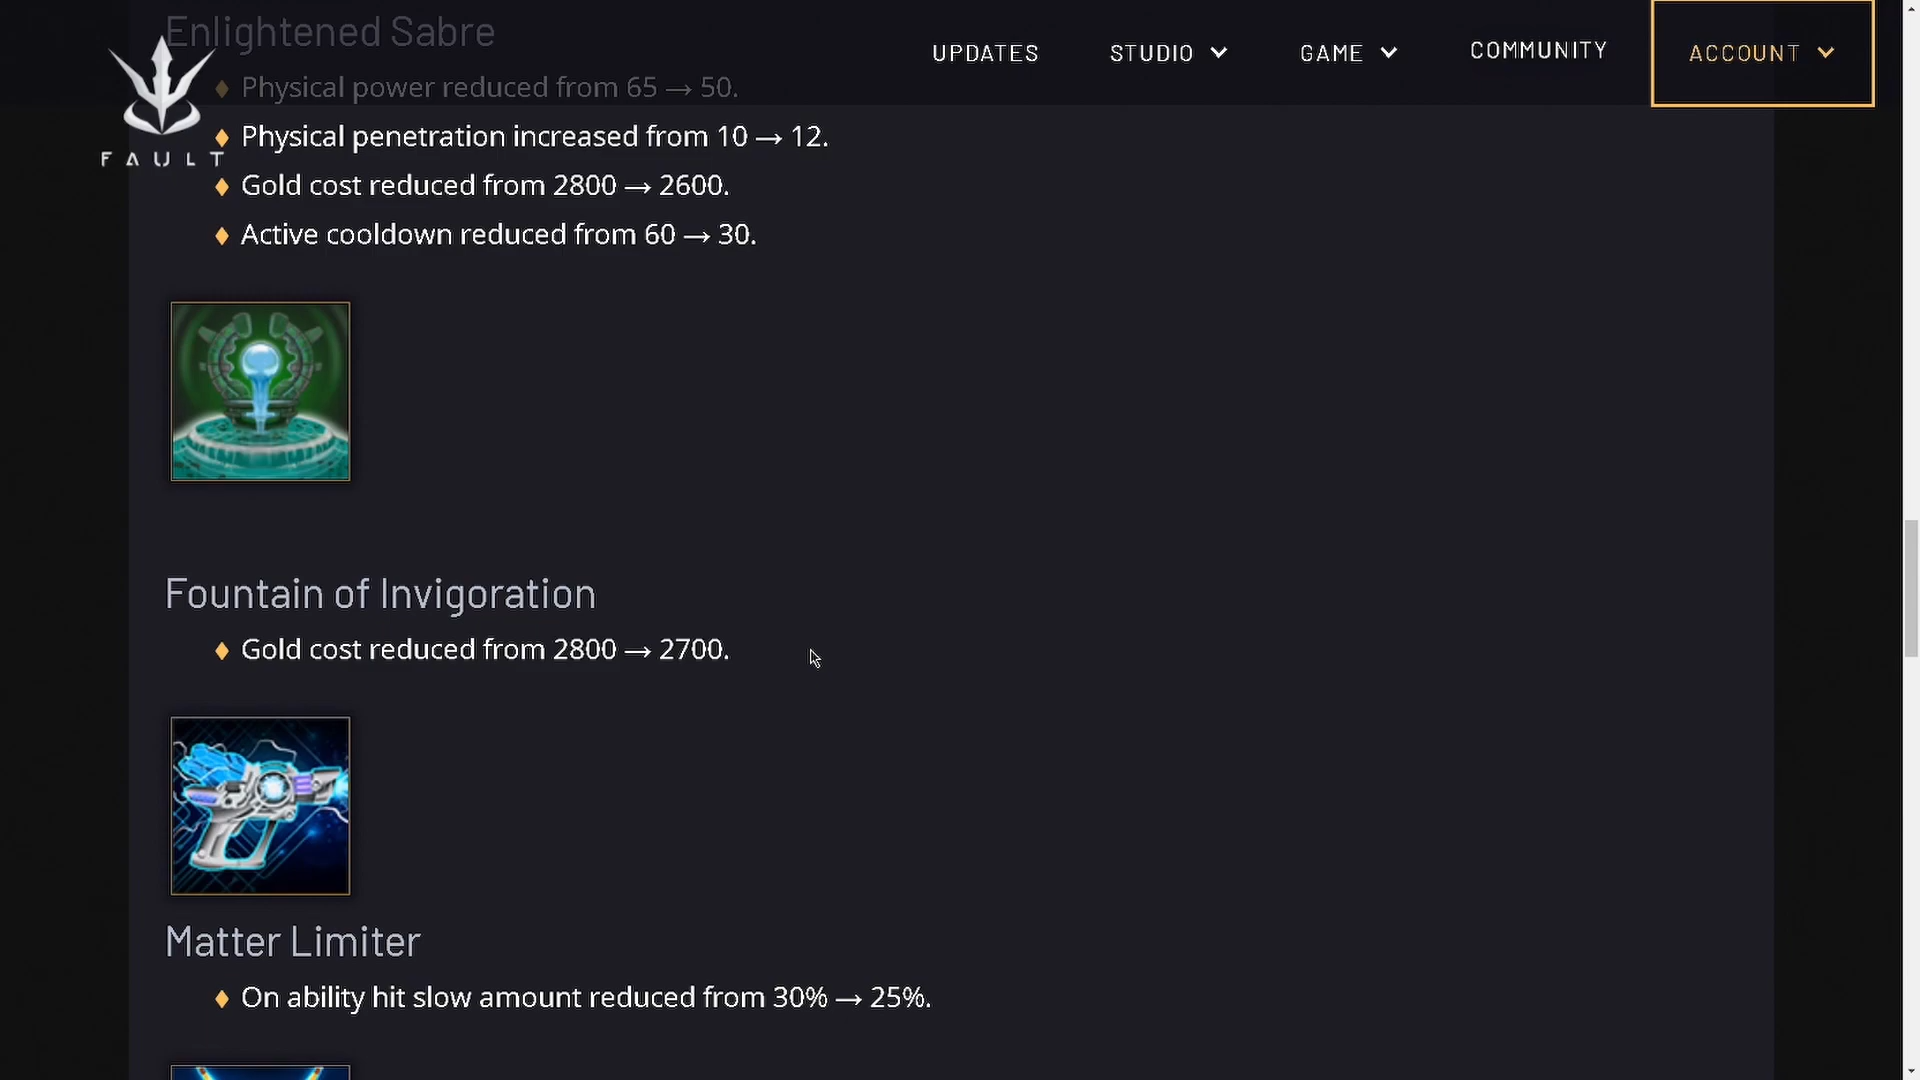 Enlightened Sabre
UPDATES STUDIO GAME COMMUNITY ACCOUNT
Physical power reduced from 65 → 50.
FAULT
Physical penetration increased from 10 → 12.
Gold cost reduced from 2800 → 2600.
Active cooldown reduced from 60 → 30.
Fountain of Invigoration
Gold cost reduced from 2800 → 2700.
Matter Limiter
On ability hit slow amount reduced from 30% → 25%.